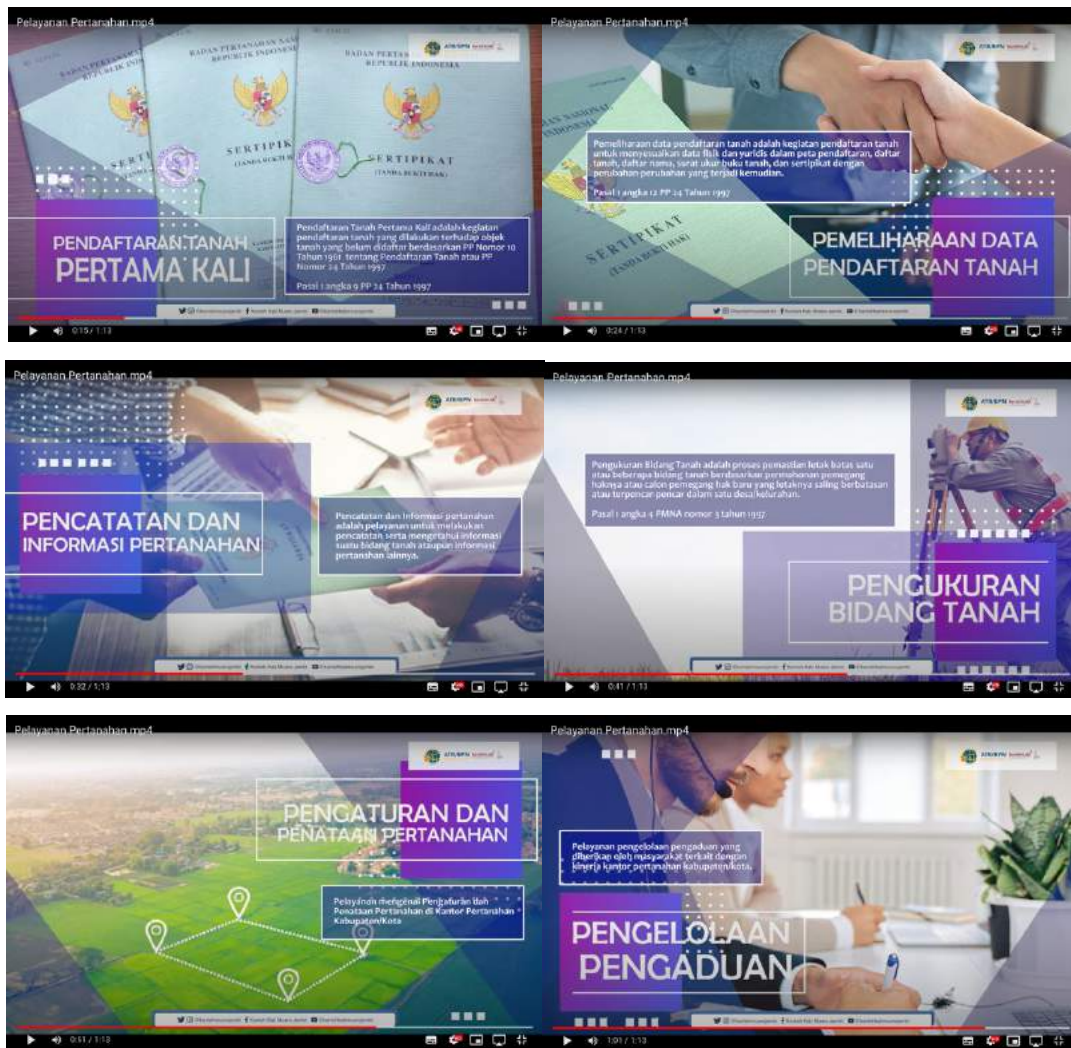 Pelayanan Pertanahan.mp4
BADAN PERTANAHAN
REPUBLIK INDONESIA
SERTIPIKAT
(TANDA BUKTI HAK)
ATR/BPN
PENDAFTARAN TANAH
PERTAMA KALI
Pendaftaran Tanah Pertama Kali adalah kegiatan
pendaftaran tanah yang dilakukan terhadap objek
tanah yang belum didaftar berdasarkan PP Nomor 10
Tahun 1961 tentang Pendaftaran Tanah atau PP
Nomor 24 Tahun 1997
Pasal 1 angka 9 PP 24 Tahun 1997
0:15 / 1:13
Pelayanan Pertanahan.mp4
ATR/BPN
Pemeliharaan data pendaftaran tanah adalah kegiatan pendaftaran tanah
untuk menyesuaikan data fisik dan yuridis dalam peta pendaftaran, daftar
tanah, daftar nama, surat ukur buku tanah, dan sertipikat dengan
perubahan-perubahan yang terjadi kemudian.
Pasal 1 angka 12 PP 24 Tahun 1997
SERTIPIKAT
(TANDA BUKTI HAK)
PEMELIHARAAN DATA
PENDAFTARAN TANAH
0:24 / 1:13
Pelayanan Pertanahan.mp4
ATR/BPN
PENCATATAN DAN
INFORMASI PERTANAHAN
Pencatatan dan Informasi pertanahan
adalah pelayanan untuk melakukan
pencatatan serta mengetahui informasi
suatu bidang tanah ataupun informasi
pertanahan lainnya.
0:32 / 1:13
Pelayanan Pertanahan.mp4
ATR/BPN
Pengukuran Bidang Tanah adalah proses pemastian letak batas satu
atau beberapa bidang tanah berdasarkan permohonan pemegang
haknya atau calon pemegang hak baru yang letaknya saling berbatasan
atau terpencar-pencar dalam satu desa/kelurahan.
Pasal 1 angka 4 PMNA nomor 3 tahun 1997
PENGUKURAN
BIDANG TANAH
0:41 / 1:13
Pelayanan Pertanahan.mp4
ATR/BPN
PENGATURAN DAN
PENATAAN PERTANAHAN
Pelayanan mengenai Pengaturan dan
Penataan Pertanahan di Kantor Pertanahan
Kabupaten/Kota
0:51 / 1:13
Pelayanan Pertanahan.mp4
ATR/BPN
Pelayanan pengelolaan pengaduan yang
diberikan oleh masyarakat terkait dengan
kinerja kantor pertanahan kabupaten/kota.
PENGELOLAAN
PENGADUAN
1:01 / 1:13